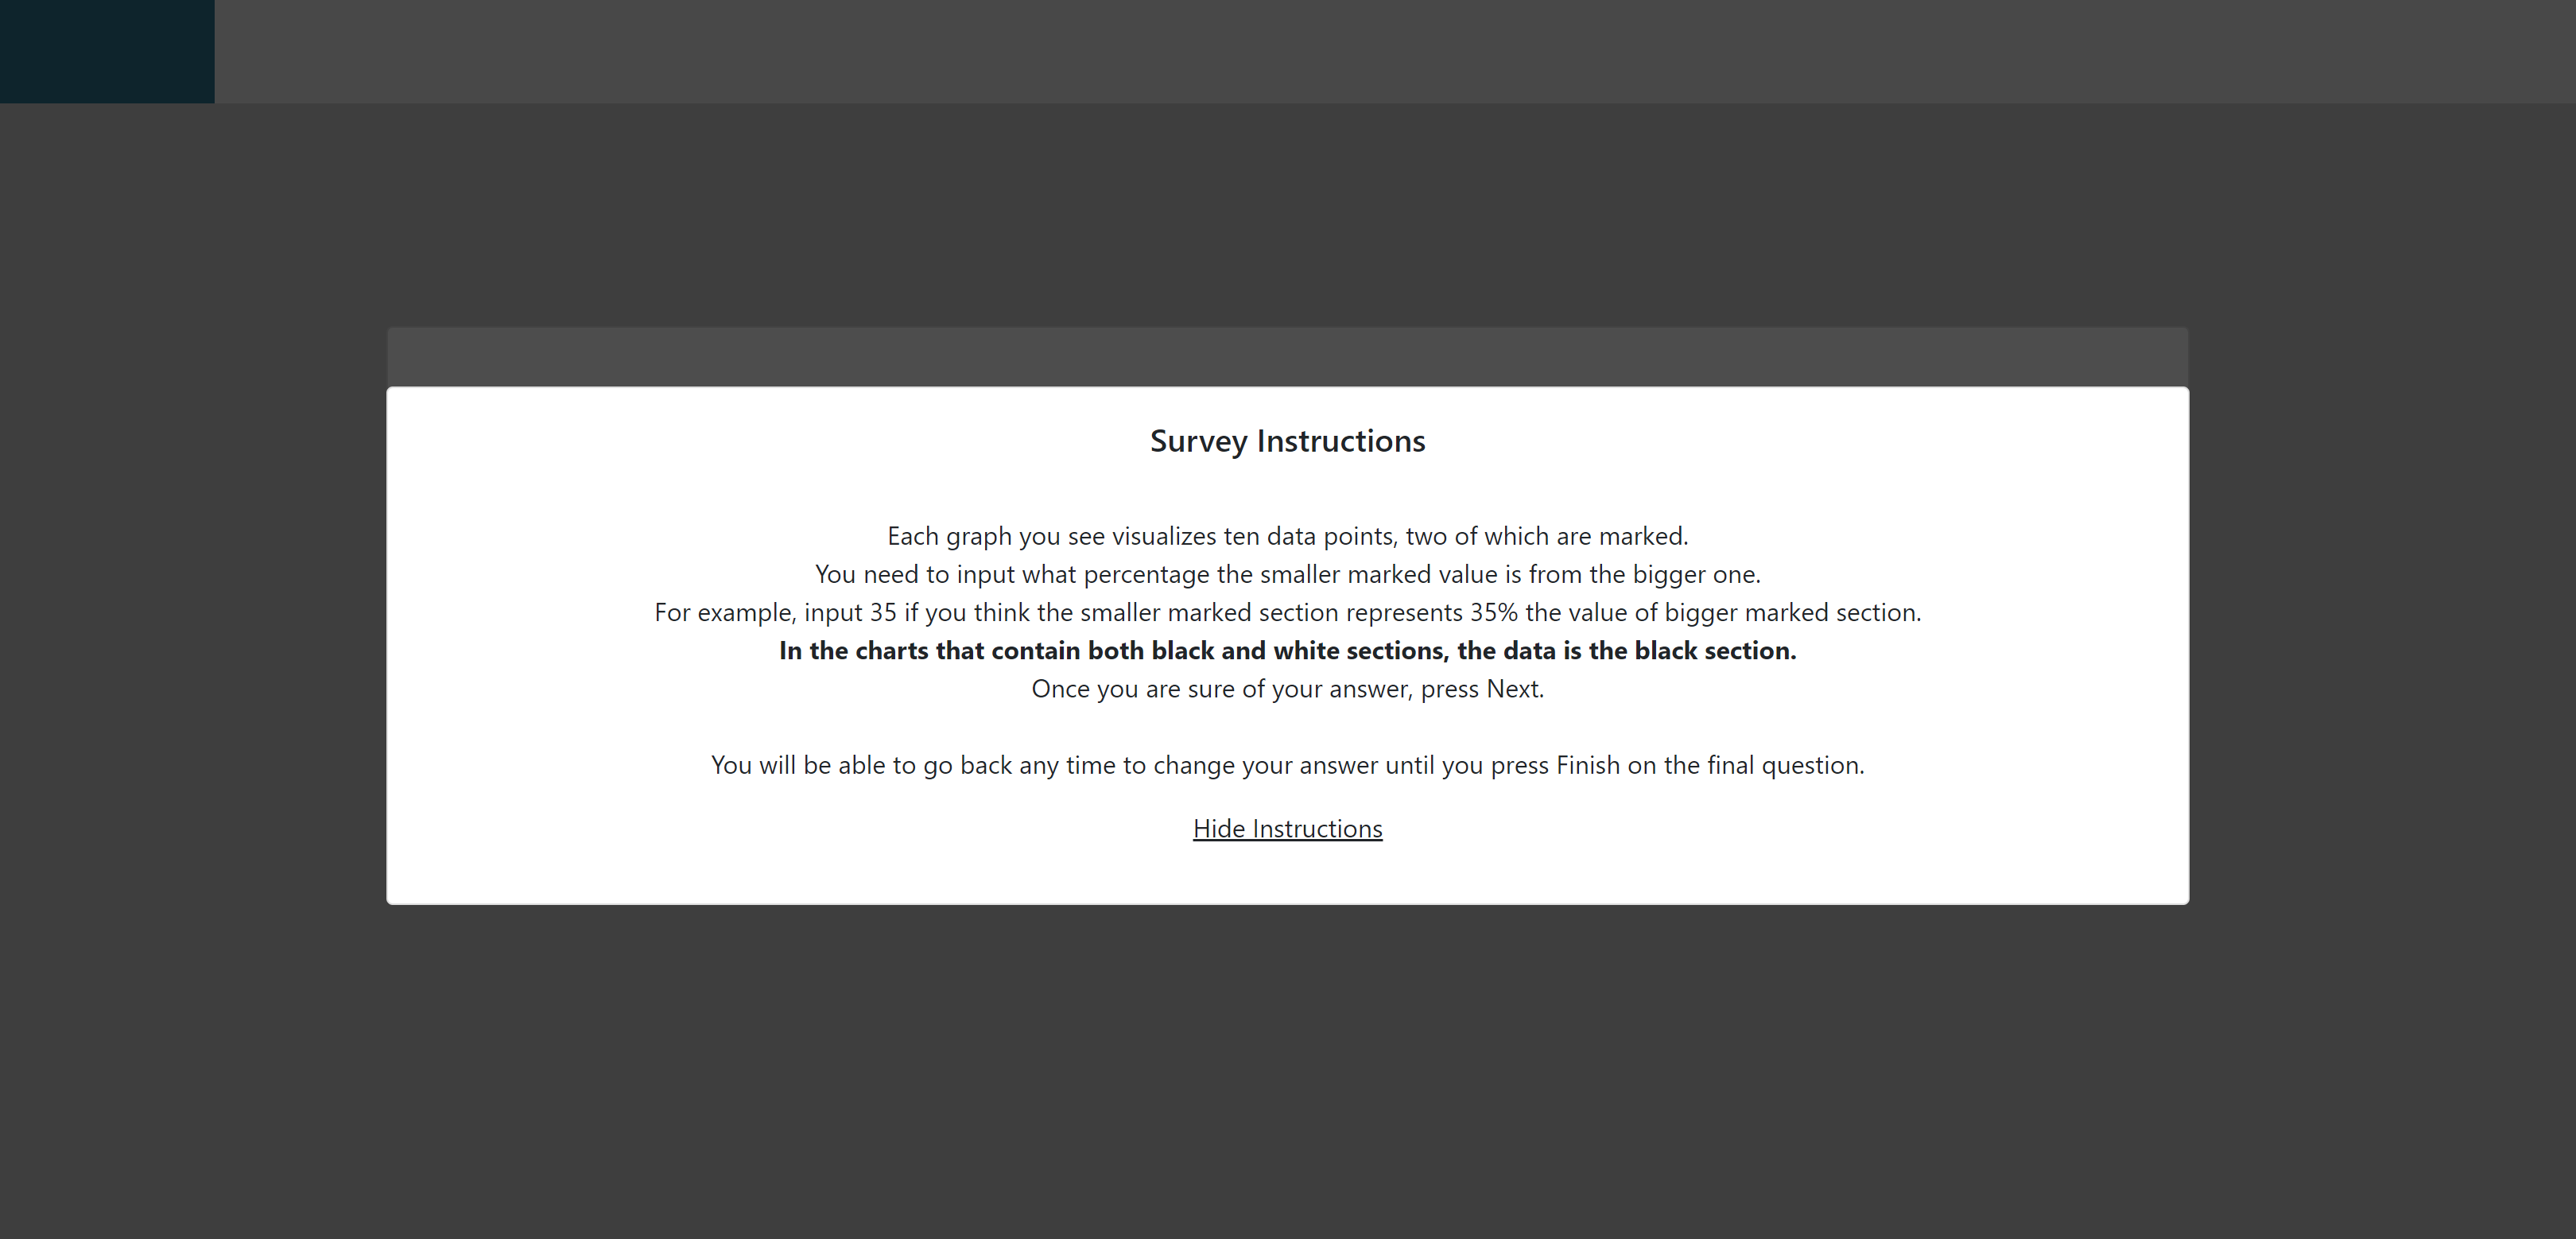 Survey Instructions
Each graph you see visualizes ten data points, two of which are marked.
You need to input what percentage the smaller marked value is from the bigger one.
For example, input 35 if you think the smaller marked section represents 35% the value of bigger marked section.
In the charts that contain both black and white sections, the data is the black section.
Once you are sure of your answer, press Next.
You will be able to go back any time to change your answer until you press Finish on the final question.
Hide Instructions